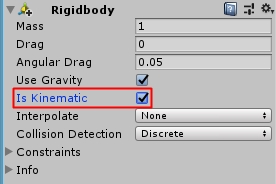 Rigidbody
Mass 1
Drag 0
Angular Drag 0.05
Use Gravity
Is Kinematic
Interpolate None
Collision Detection Discrete
Constraints
Info